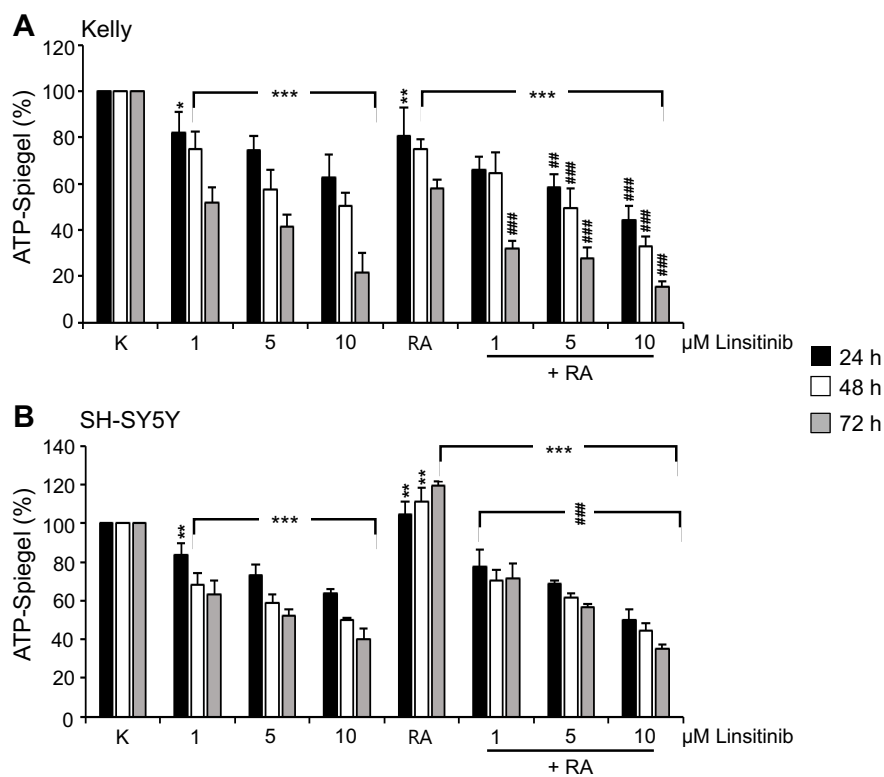 A
Kelly
120
100
80
60
40
20
0
ATP-Spiegel (%)
*
***
**
***
###
##
###
###
###
###
###
K 1 5 10 RA 1 5 10 µM Linsitinib
+ RA
24 h
48 h
72 h
B
SH-SY5Y
140
120
100
80
60
40
20
0
ATP-Spiegel (%)
**
***
**
**
***
###
K 1 5 10 RA 1 5 10 µM Linsitinib
+ RA